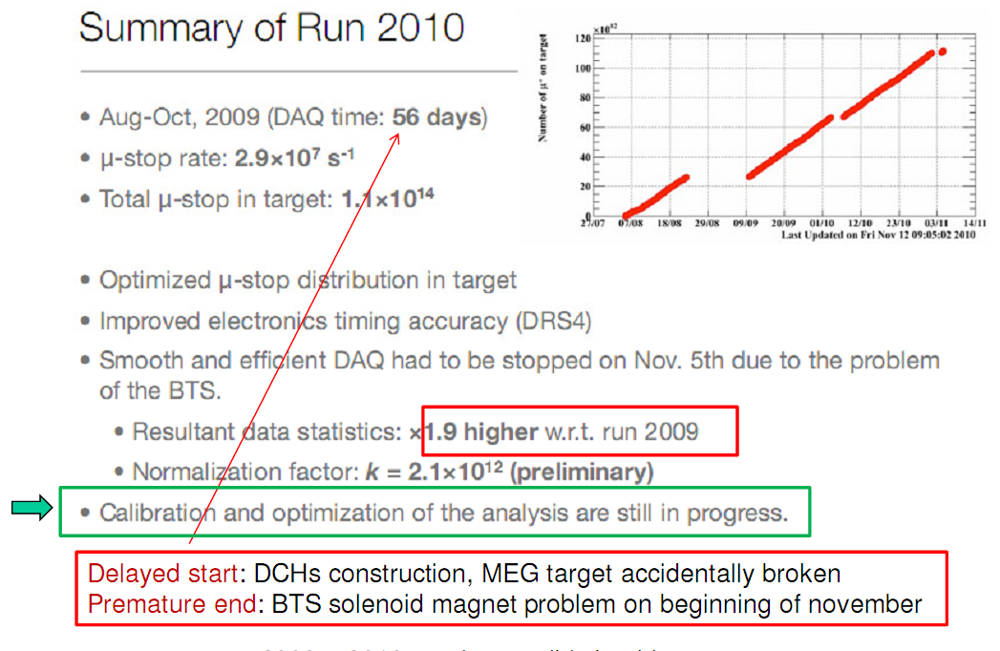 Summary of Run 2010
×10¹²
120
100
80
60
40
20
0
Number of μ⁺ on target
27/07 07/08 18/08 29/08 09/09 20/09 01/10 12/10 23/10 03/11 14/11
Last Updated on Fri Nov 12 09:05:02 2010
• Aug-Oct, 2009 (DAQ time: 56 days)
• μ-stop rate: 2.9×10⁷ s⁻¹
• Total μ-stop in target: 1.1×10¹⁴
• Optimized μ-stop distribution in target
• Improved electronics timing accuracy (DRS4)
• Smooth and efficient DAQ had to be stopped on Nov. 5th due to the problem
of the BTS.
• Resultant data statistics: ×1.9 higher w.r.t. run 2009
• Normalization factor: k = 2.1×10¹² (preliminary)
• Calibration and optimization of the analysis are still in progress.
Delayed start: DCHs construction, MEG target accidentally broken
Premature end: BTS solenoid magnet problem on beginning of november